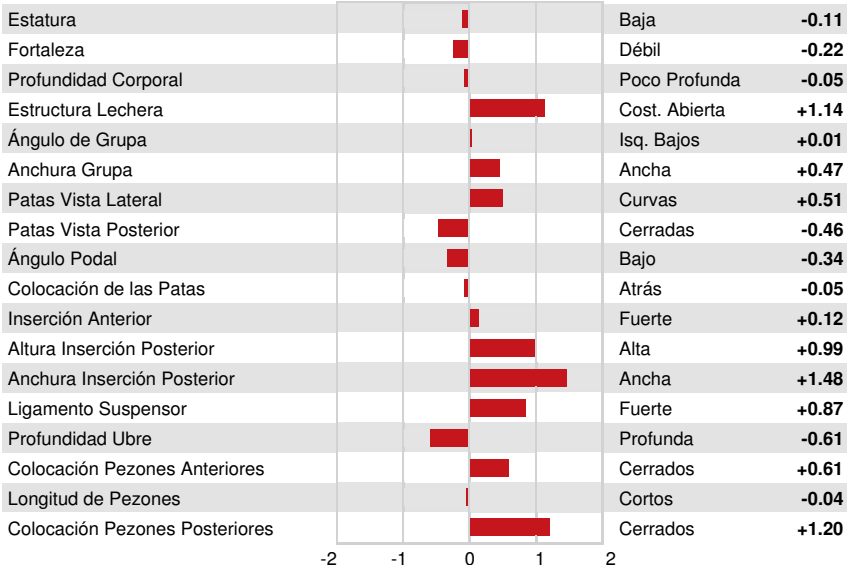 Estatura Baja -0.11
Fortaleza Débil -0.22
Profundidad Corporal Poco Profunda -0.05
Estructura Lechera Cost. Abierta +1.14
Ángulo de Grupa Isq. Bajos +0.01
Anchura Grupa Ancha +0.47
Patas Vista Lateral Curvas +0.51
Patas Vista Posterior Cerradas -0.46
Ángulo Podal Bajo -0.34
Colocación de las Patas Atrás -0.05
Inserción Anterior Fuerte +0.12
Altura Inserción Posterior Alta +0.99
Anchura Inserción Posterior Ancha +1.48
Ligamento Suspensor Fuerte +0.87
Profundidad Ubre Profunda -0.61
Colocación Pezones Anteriores Cerrados +0.61
Longitud de Pezones Cortos -0.04
Colocación Pezones Posteriores Cerrados +1.20
-2 -1 0 1 2